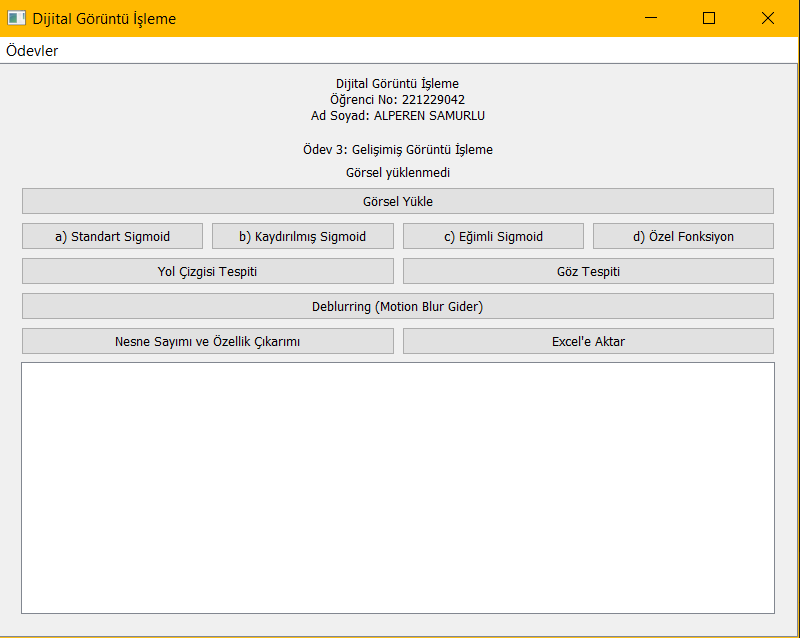 Dijital Görüntü İşleme
Ödevler
Dijital Görüntü İşleme
Öğrenci No: 221229042
Ad Soyad: ALPEREN SAMURLU
Ödev 3: Gelişimiş Görüntü İşleme
Görsel yüklenmedi
Görsel Yükle
a) Standart Sigmoid
b) Kaydırılmış Sigmoid
c) Eğimli Sigmoid
d) Özel Fonksiyon
Yol Çizgisi Tespiti
Göz Tespiti
Deblurring (Motion Blur Gider)
Nesne Sayımı ve Özellik Çıkarımı
Excel'e Aktar